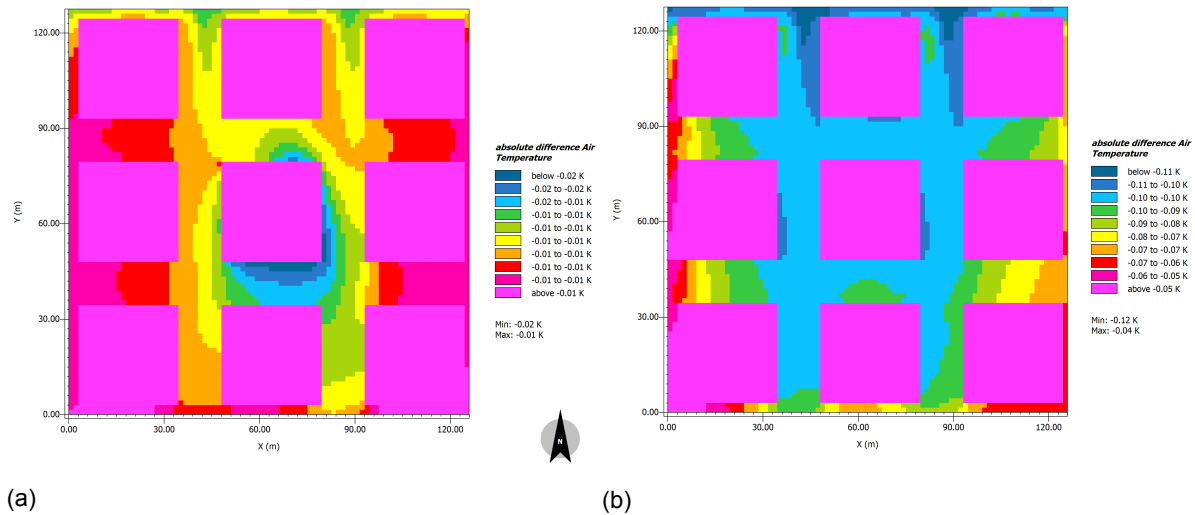 120.00
90.00
60.00
30.00
0.00
Y (m)
0.00 30.00 60.00 90.00 120.00
X (m)
absolute difference Air
Temperature
below -0.02 K
-0.02 to -0.02 K
-0.02 to -0.01 K
-0.01 to -0.01 K
-0.01 to -0.01 K
-0.01 to -0.01 K
-0.01 to -0.01 K
-0.01 to -0.01 K
-0.01 to -0.01 K
above -0.01 K
Min: -0.02 K
Max: -0.01 K
N
(a)
120.00
90.00
60.00
30.00
0.00
Y (m)
0.00 30.00 60.00 90.00 120.00
X (m)
absolute difference Air
Temperature
below -0.11 K
-0.11 to -0.10 K
-0.10 to -0.10 K
-0.10 to -0.09 K
-0.09 to -0.08 K
-0.08 to -0.07 K
-0.07 to -0.07 K
-0.07 to -0.06 K
-0.06 to -0.05 K
above -0.05 K
Min: -0.12 K
Max: -0.04 K
(b)